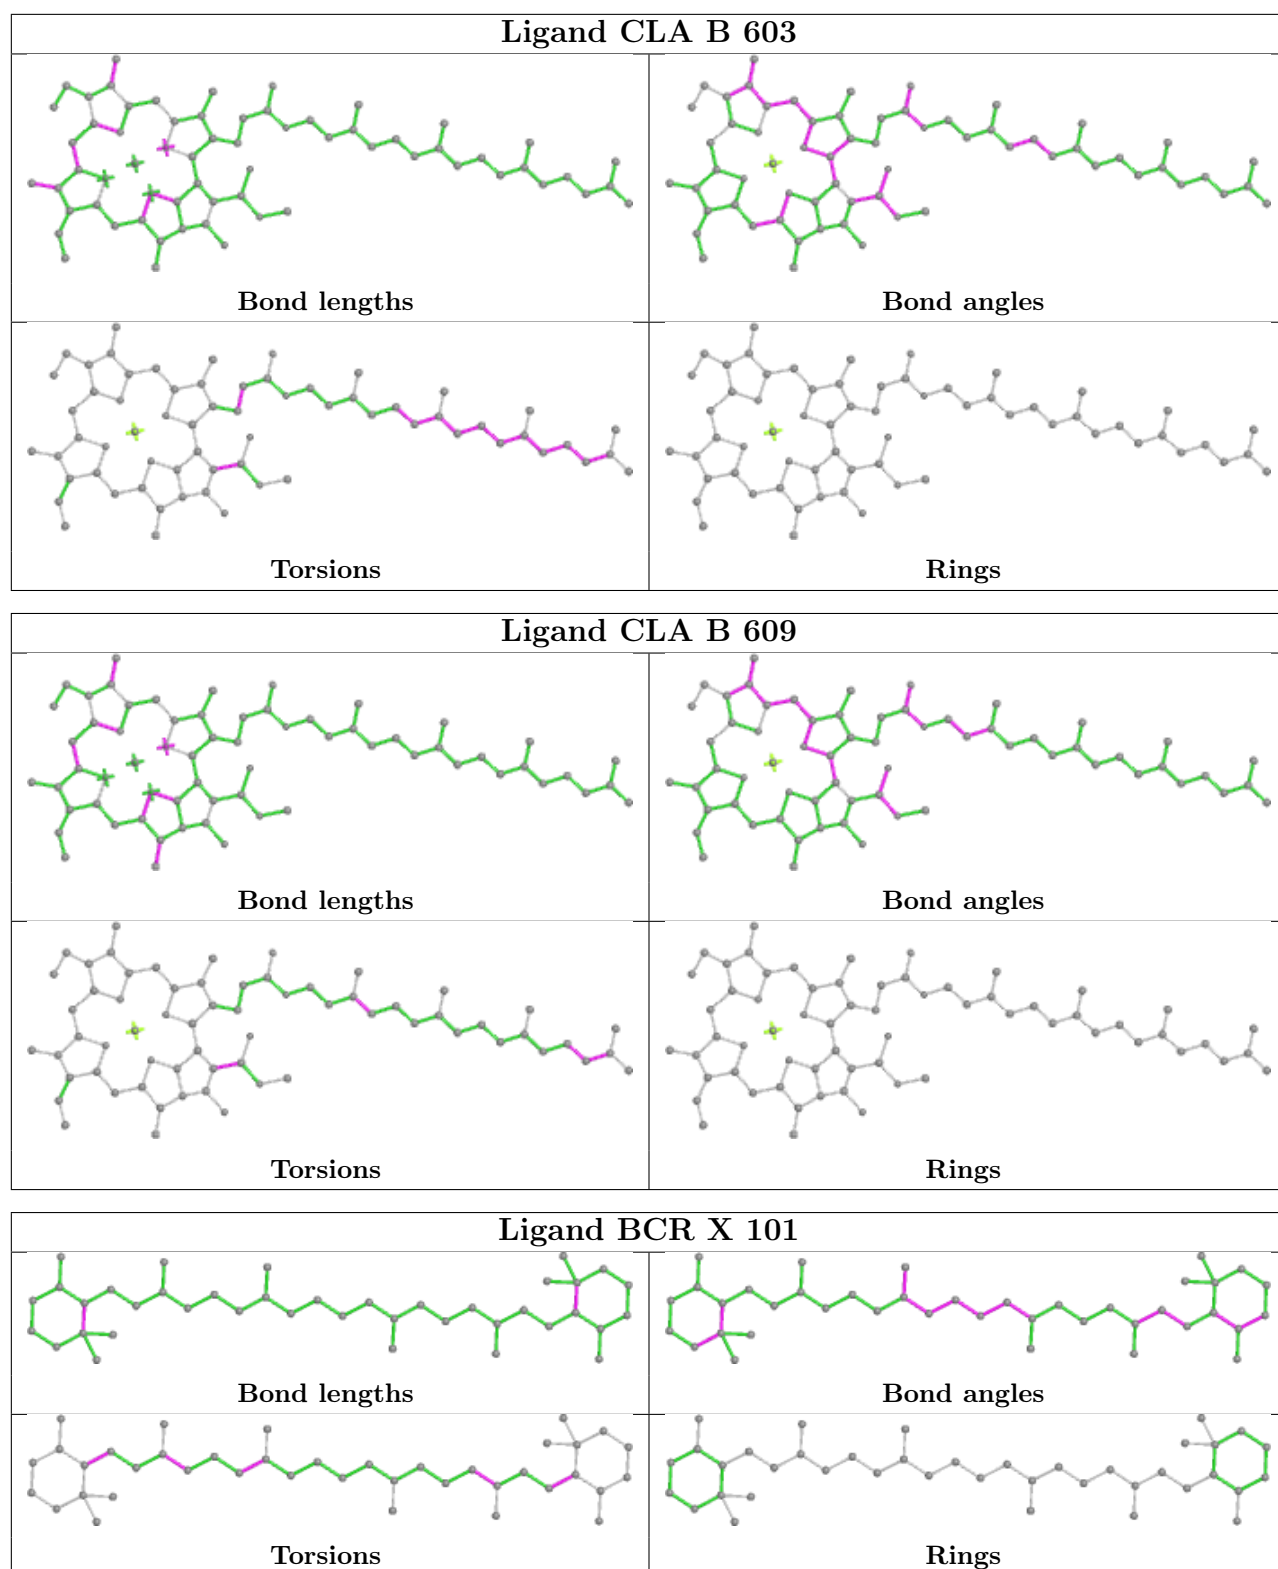 Ligand CLA B 603
Bond lengths
Bond angles
Torsions
Rings
Ligand CLA B 609
Bond lengths
Bond angles
Torsions
Rings
Ligand BCR X 101
Bond lengths
Bond angles
Torsions
Rings